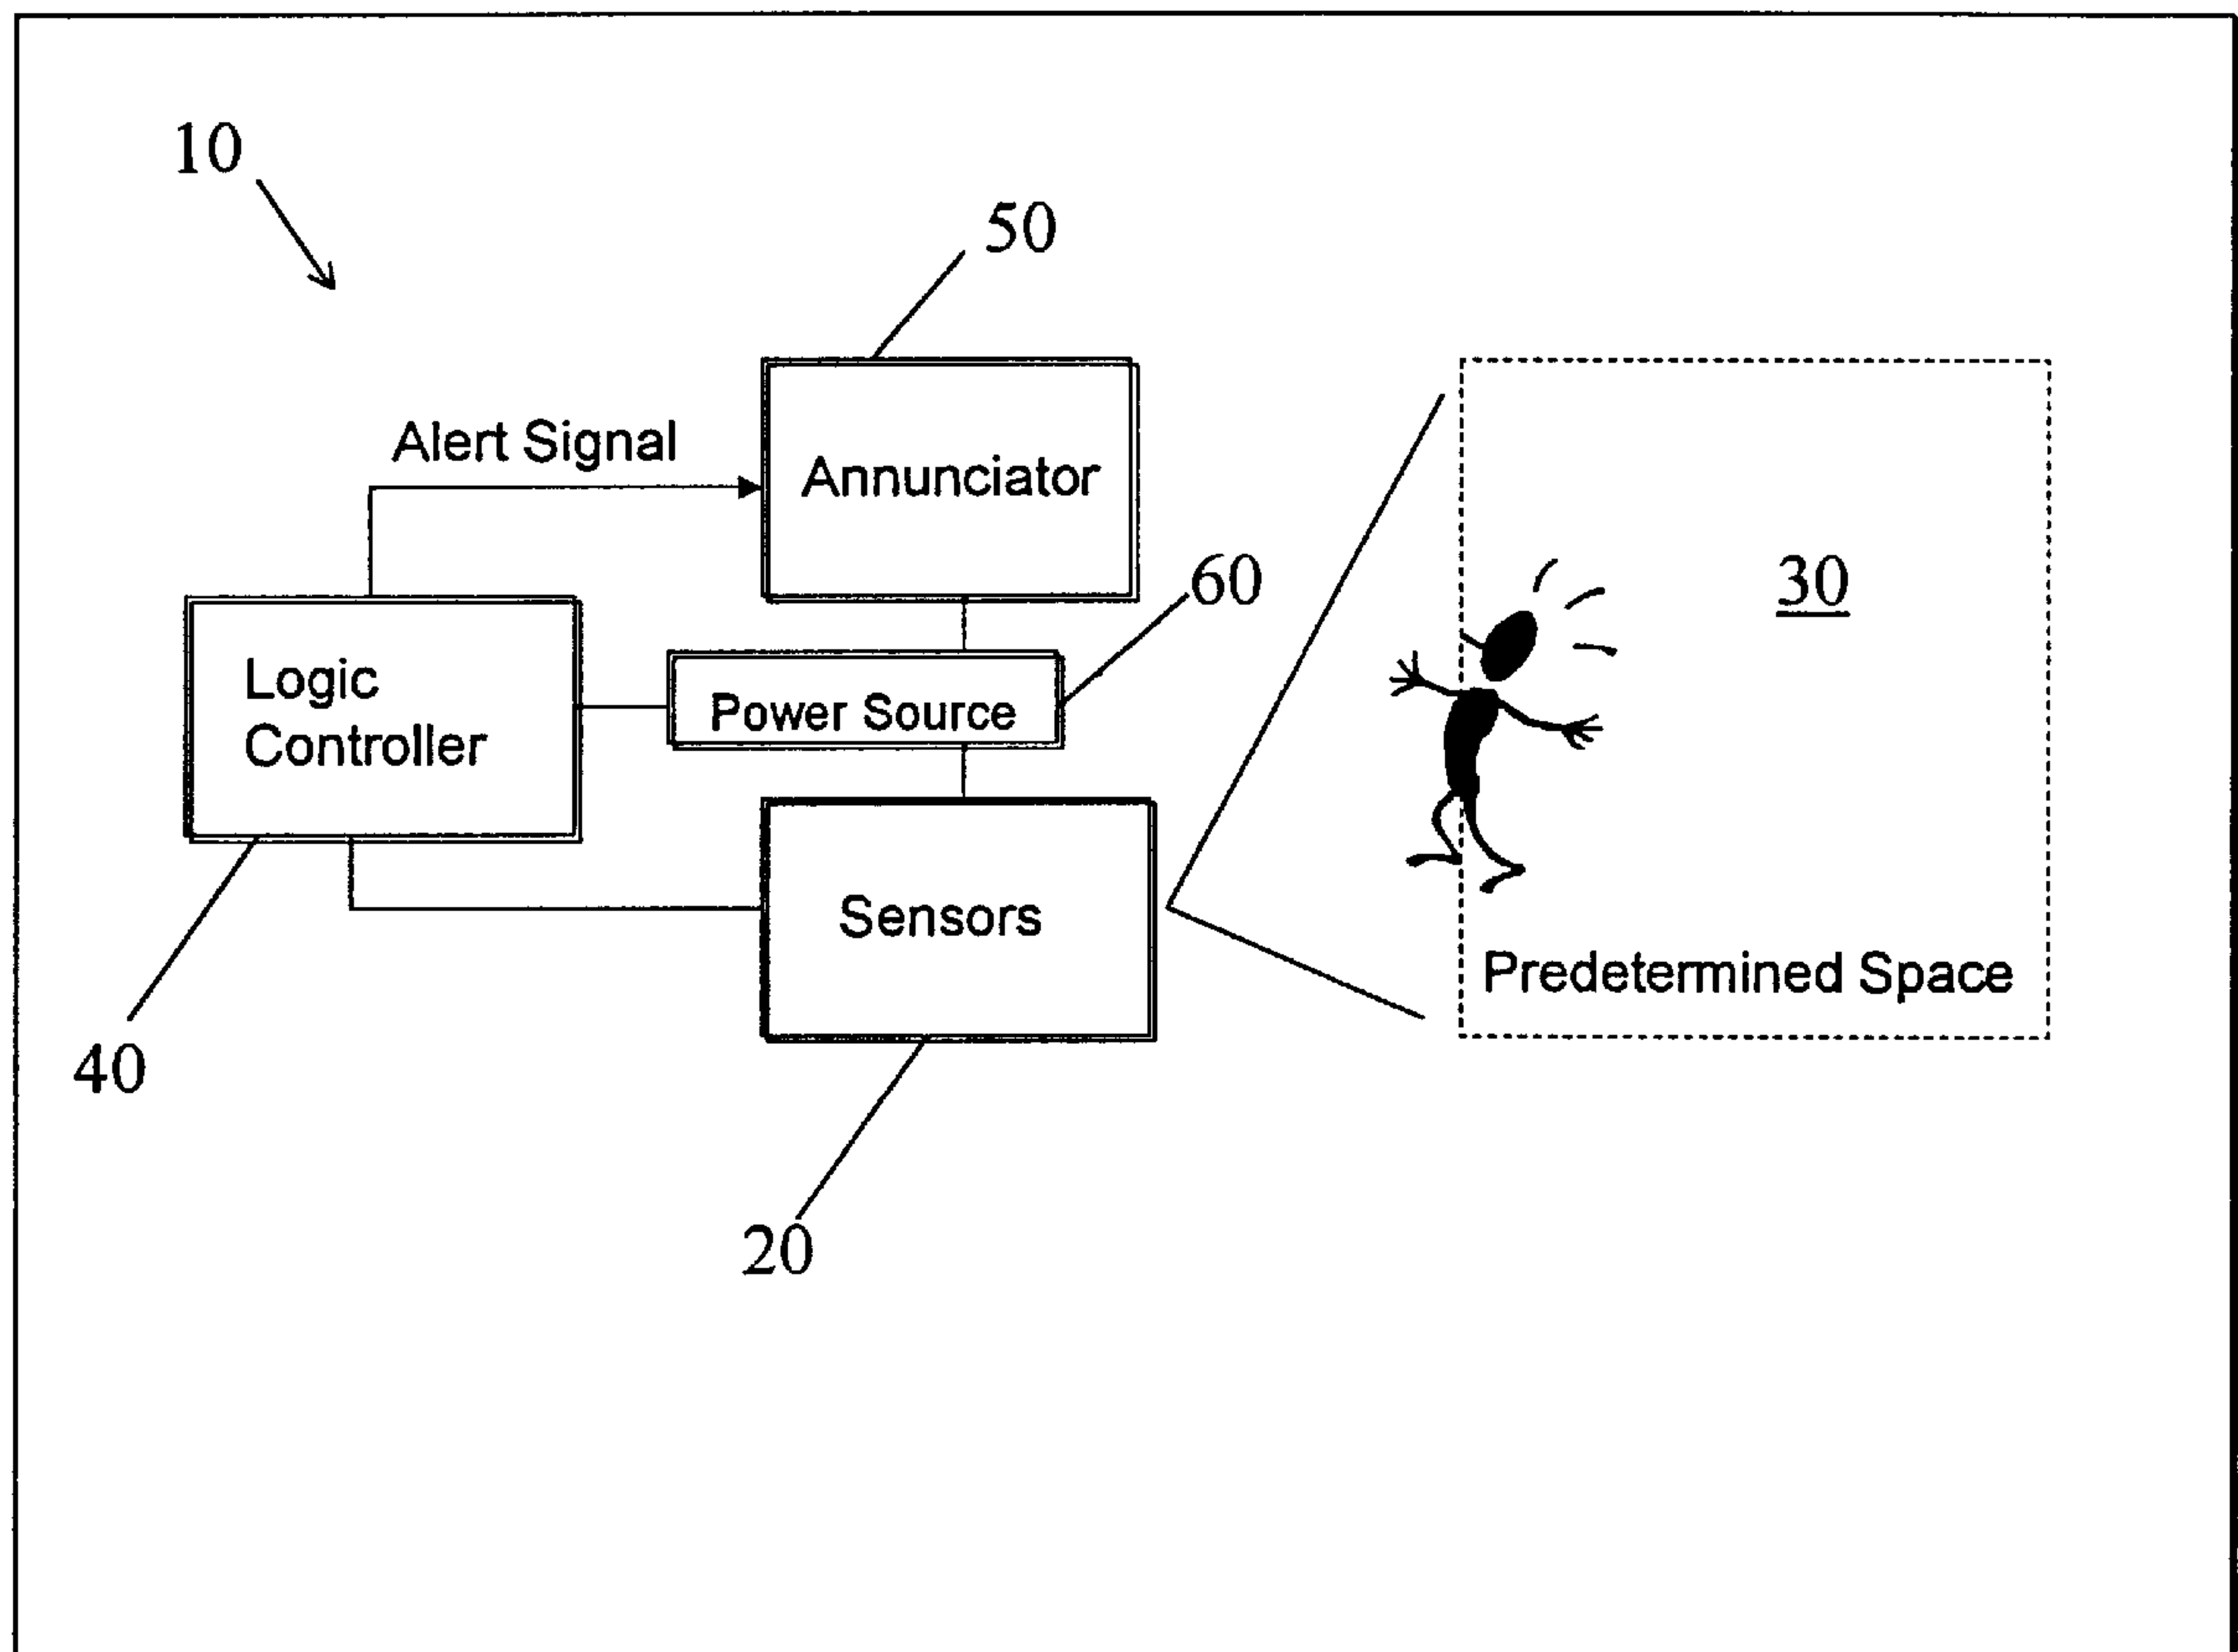 10
50
Alert Signal
Annunciator
60
30
Logic
Controller
Power Source
Sensors
Predetermined Space
40
20